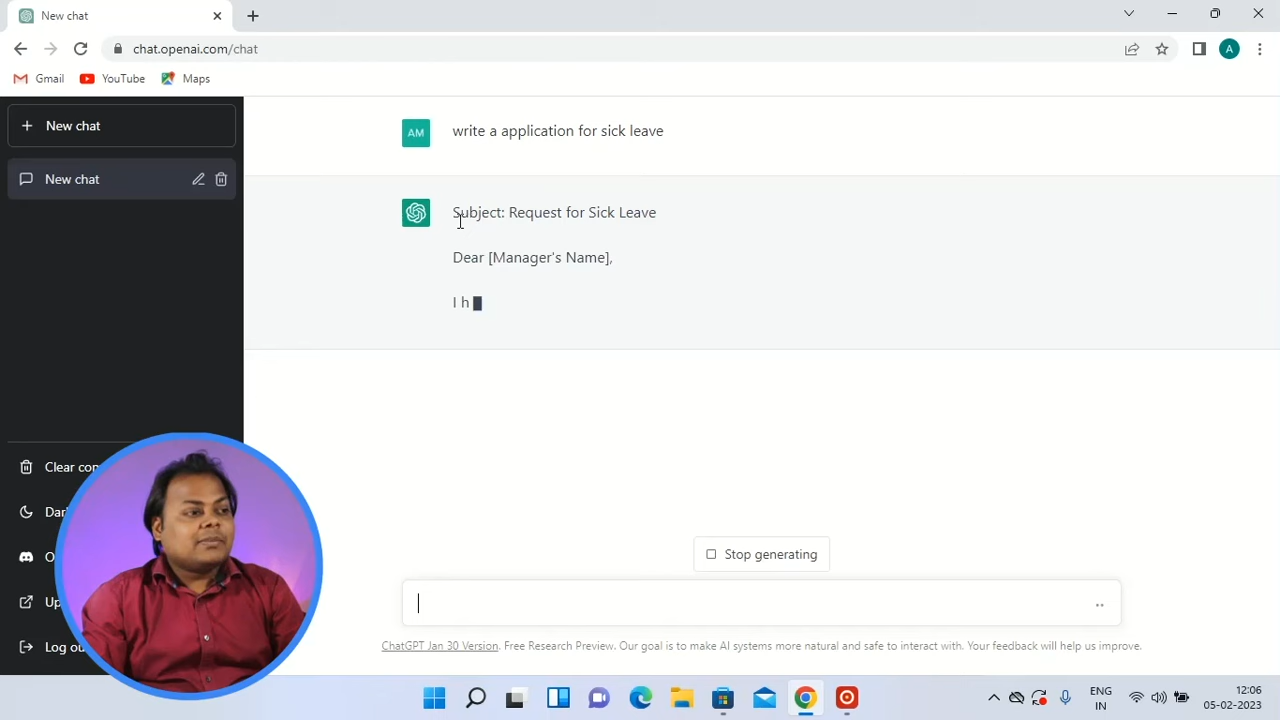 New chat
chat.openai.com/chat
A
Gmail
YouTube
Maps
New chat
New chat
AM
write a application for sick leave
Subject: Request for Sick Leave
Dear [Manager's Name],
I h
Clear con
Dar
O
Up
Log ou
Stop generating
ChatGPT Jan 30 Version. Free Research Preview. Our goal is to make AI systems more natural and safe to interact with. Your feedback will help us improve.
ENG
IN
12:06
05-02-2023